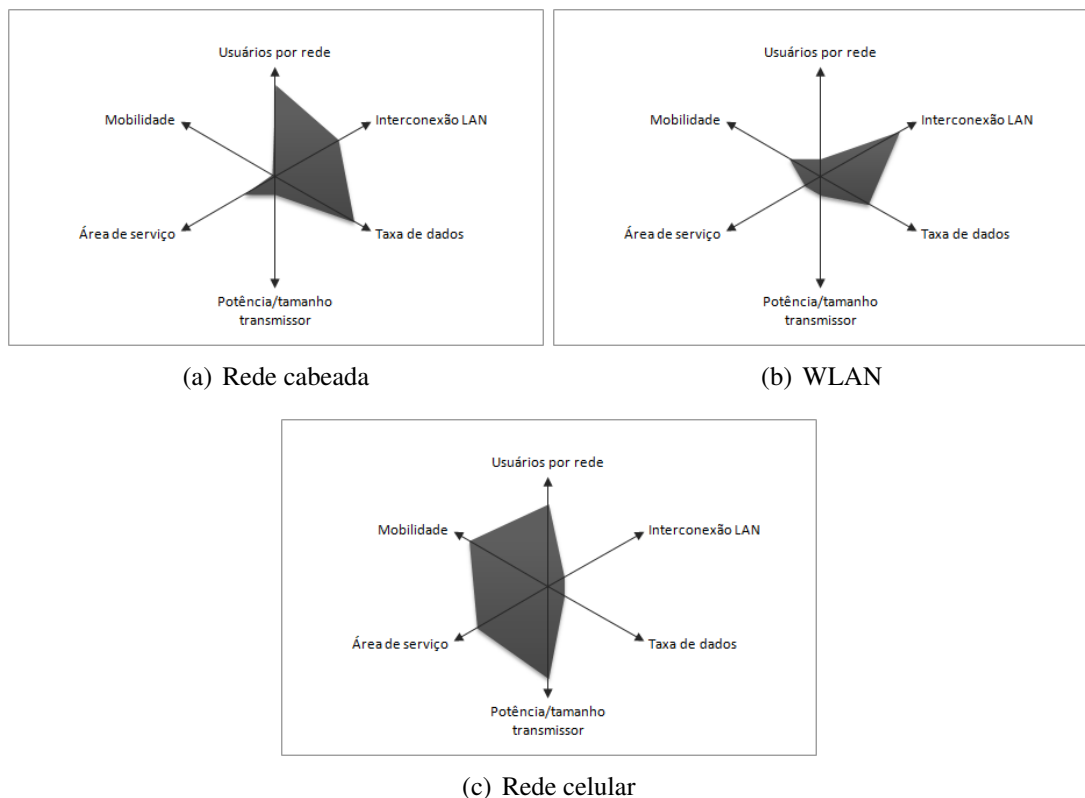 Usuários por rede
Mobilidade
Interconexão LAN
Área de serviço
Taxa de dados
Potência/tamanho
transmissor
(a) Rede cabeada
Usuários por rede
Mobilidade
Interconexão LAN
Área de serviço
Taxa de dados
Potência/tamanho
transmissor
(b) WLAN
Usuários por rede
Mobilidade
Interconexão LAN
Área de serviço
Taxa de dados
Potência/tamanho
transmissor
(c) Rede celular